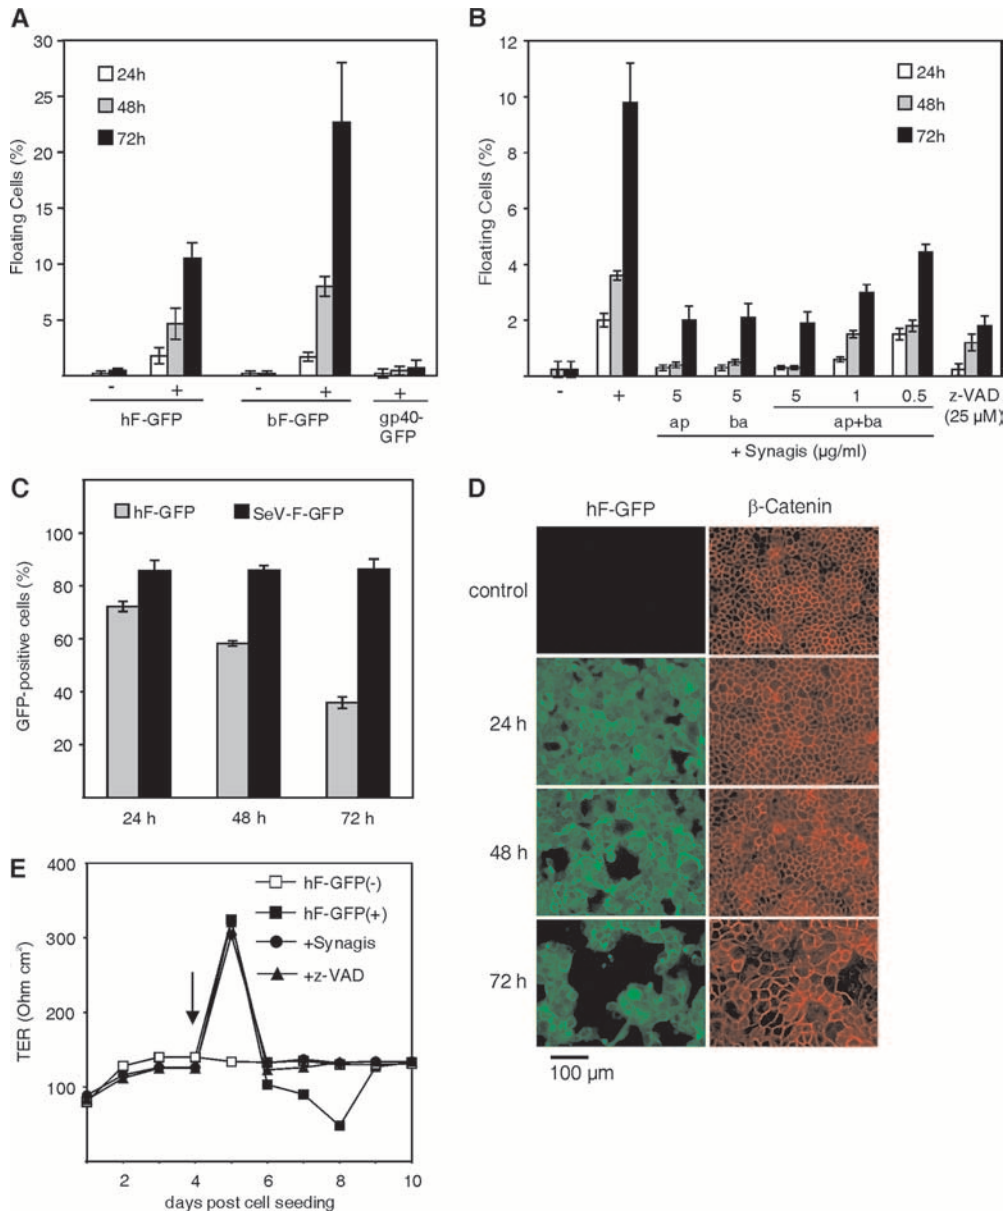 A
30
25
20
15
10
5
Floating Cells (%)
24h
48h
72h
- + - + +
hF-GFP bF-GFP gp40-
GFP
B
12
10
8
6
4
2
Floating Cells (%)
24h
48h
72h
- + 5 5 5 1 0.5 z-VAD
ap ba ap+ba (25 µM)
+ Synagis (µg/ml)
C
hF-GFP SeV-F-GFP
100
80
60
40
20
GFP-positive cells (%)
24 h 48 h 72 h
D
hF-GFP β-Catenin
control
24 h
48 h
72 h
100 µm
E
400
300
200
100
TER (Ohm cm²)
hF-GFP(-)
hF-GFP(+)
+Synagis
+z-VAD
2 4 6 8 10
days post cell seeding